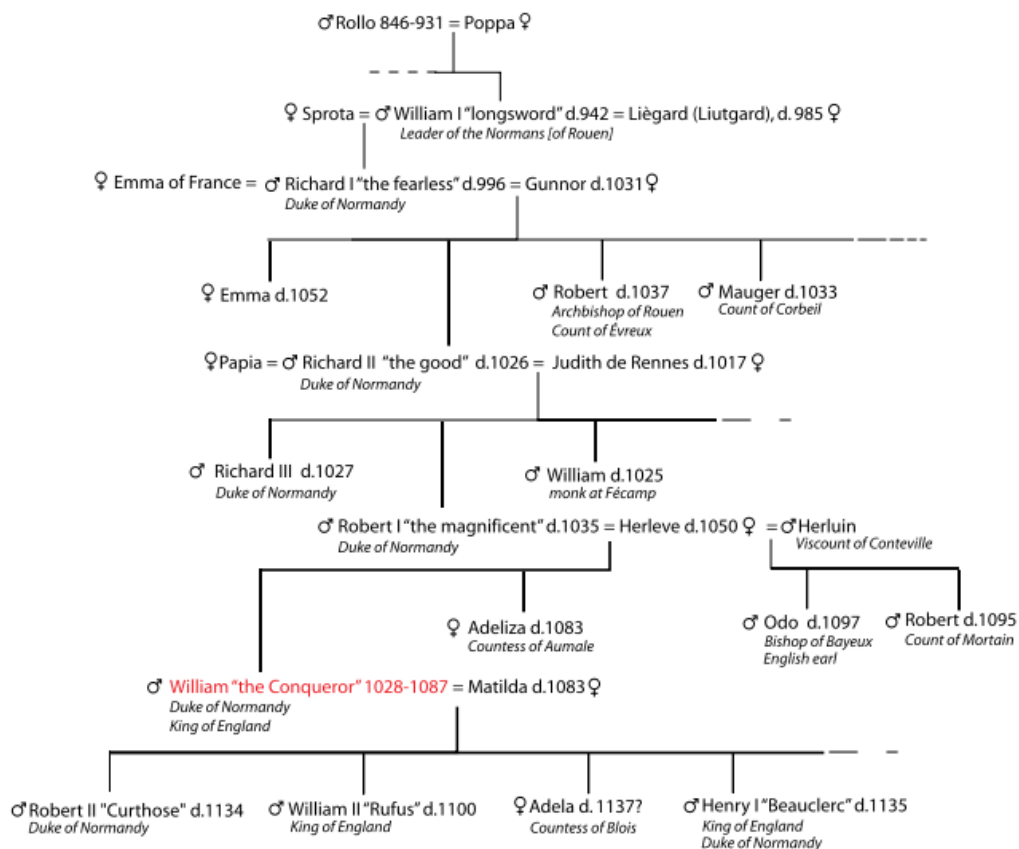 ♂Rollo 846-931 = Poppa ♀
♀ Sprota = ♂ William I "longsword" d.942 = Liègard (Liutgard), d. 985 ♀
Leader of the Normans [of Rouen]
♀ Emma of France = ♂ Richard I "the fearless" d.996 = Gunnor d.1031♀
Duke of Normandy
♀ Emma d.1052
♂ Robert d.1037
Archbishop of Rouen
Count of Évreux
♂ Mauger d.1033
Count of Corbeil
♀Papia = ♂ Richard II "the good" d.1026 = Judith de Rennes d.1017 ♀
Duke of Normandy
♂ Richard III d.1027
Duke of Normandy
♂ William d.1025
monk at Fécamp
♂ Robert I "the magnificent" d.1035 = Herleve d.1050 ♀ = ♂Herluin
Duke of Normandy
Viscount of Conteville
♀ Adeliza d.1083
Countess of Aumale
♂ Odo d.1097
Bishop of Bayeux
English earl
♂ Robert d.1095
Count of Mortain
♂ William "the Conqueror" 1028-1087 = Matilda d.1083♀
Duke of Normandy
King of England
♂Robert II "Curthose" d.1134
Duke of Normandy
♂ William II "Rufus" d.1100
King of England
♀Adela d. 1137?
Countess of Blois
♂Henry I "Beauclerc" d.1135
King of England
Duke of Normandy